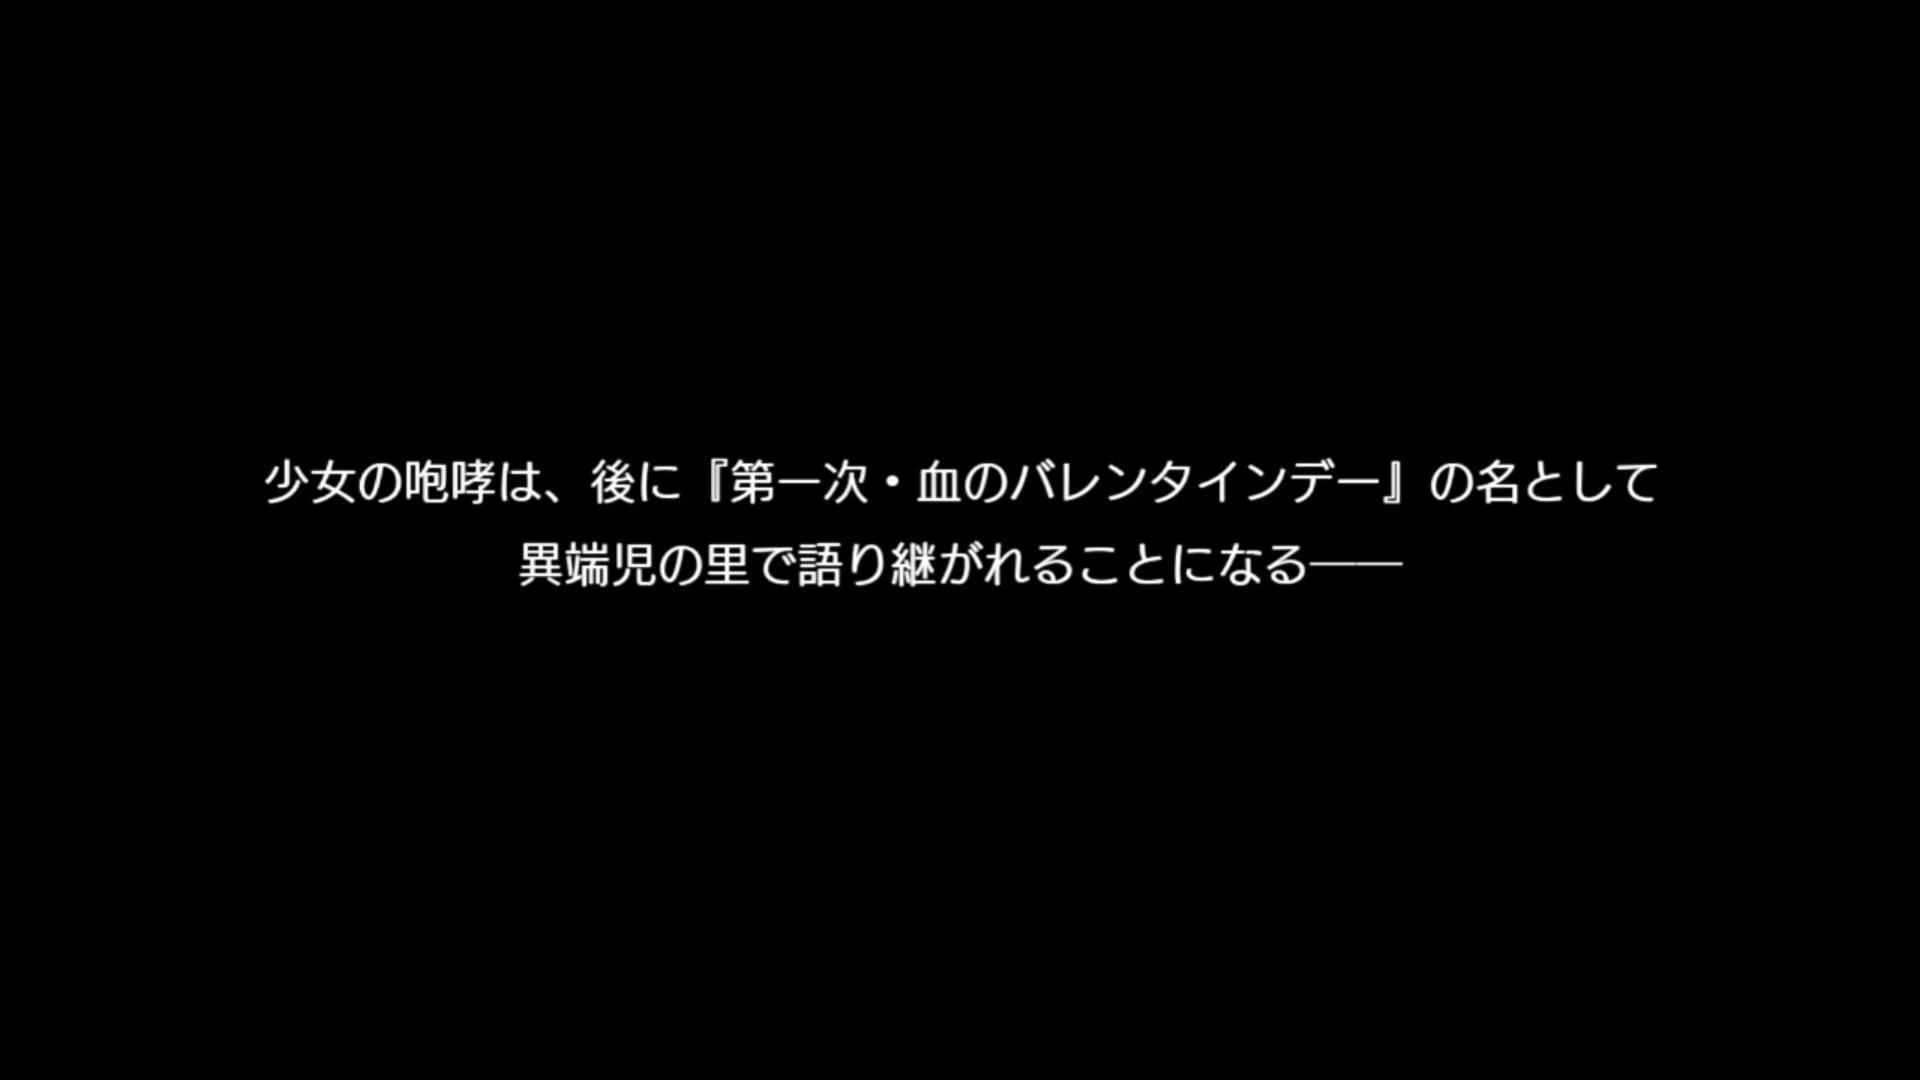 少女の咆哮は、後に『第一次・血のバレンタインデー』の名として
異端児の里で語り継がれることになる――